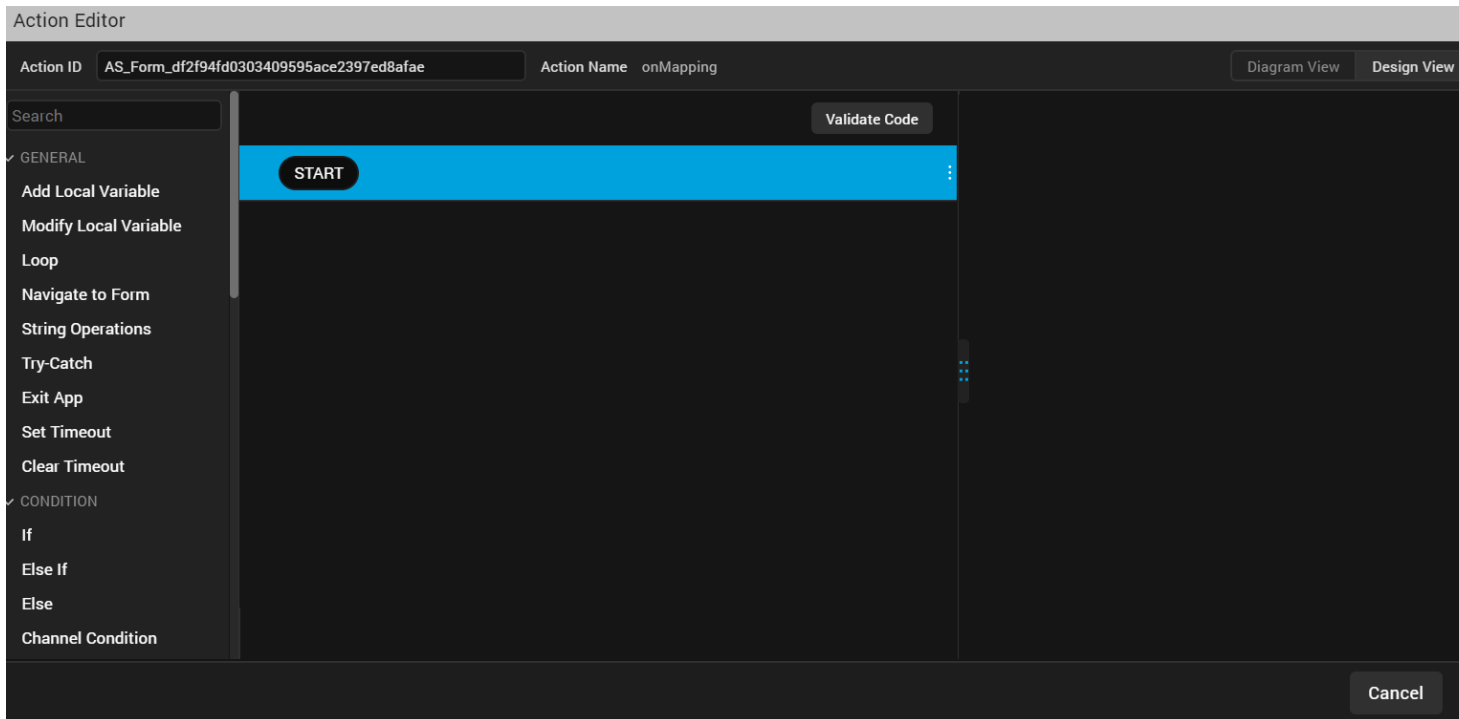 Action Editor
Action ID AS_Form_df2f94fd0303409595ace2397ed8afae Action Name onMapping Diagram View Design View
Search
Validate Code
GENERAL
START
Add Local Variable
Modify Local Variable
Loop
Navigate to Form
String Operations
Try-Catch
Exit App
Set Timeout
Clear Timeout
CONDITION
If
Else If
Else
Channel Condition
Cancel